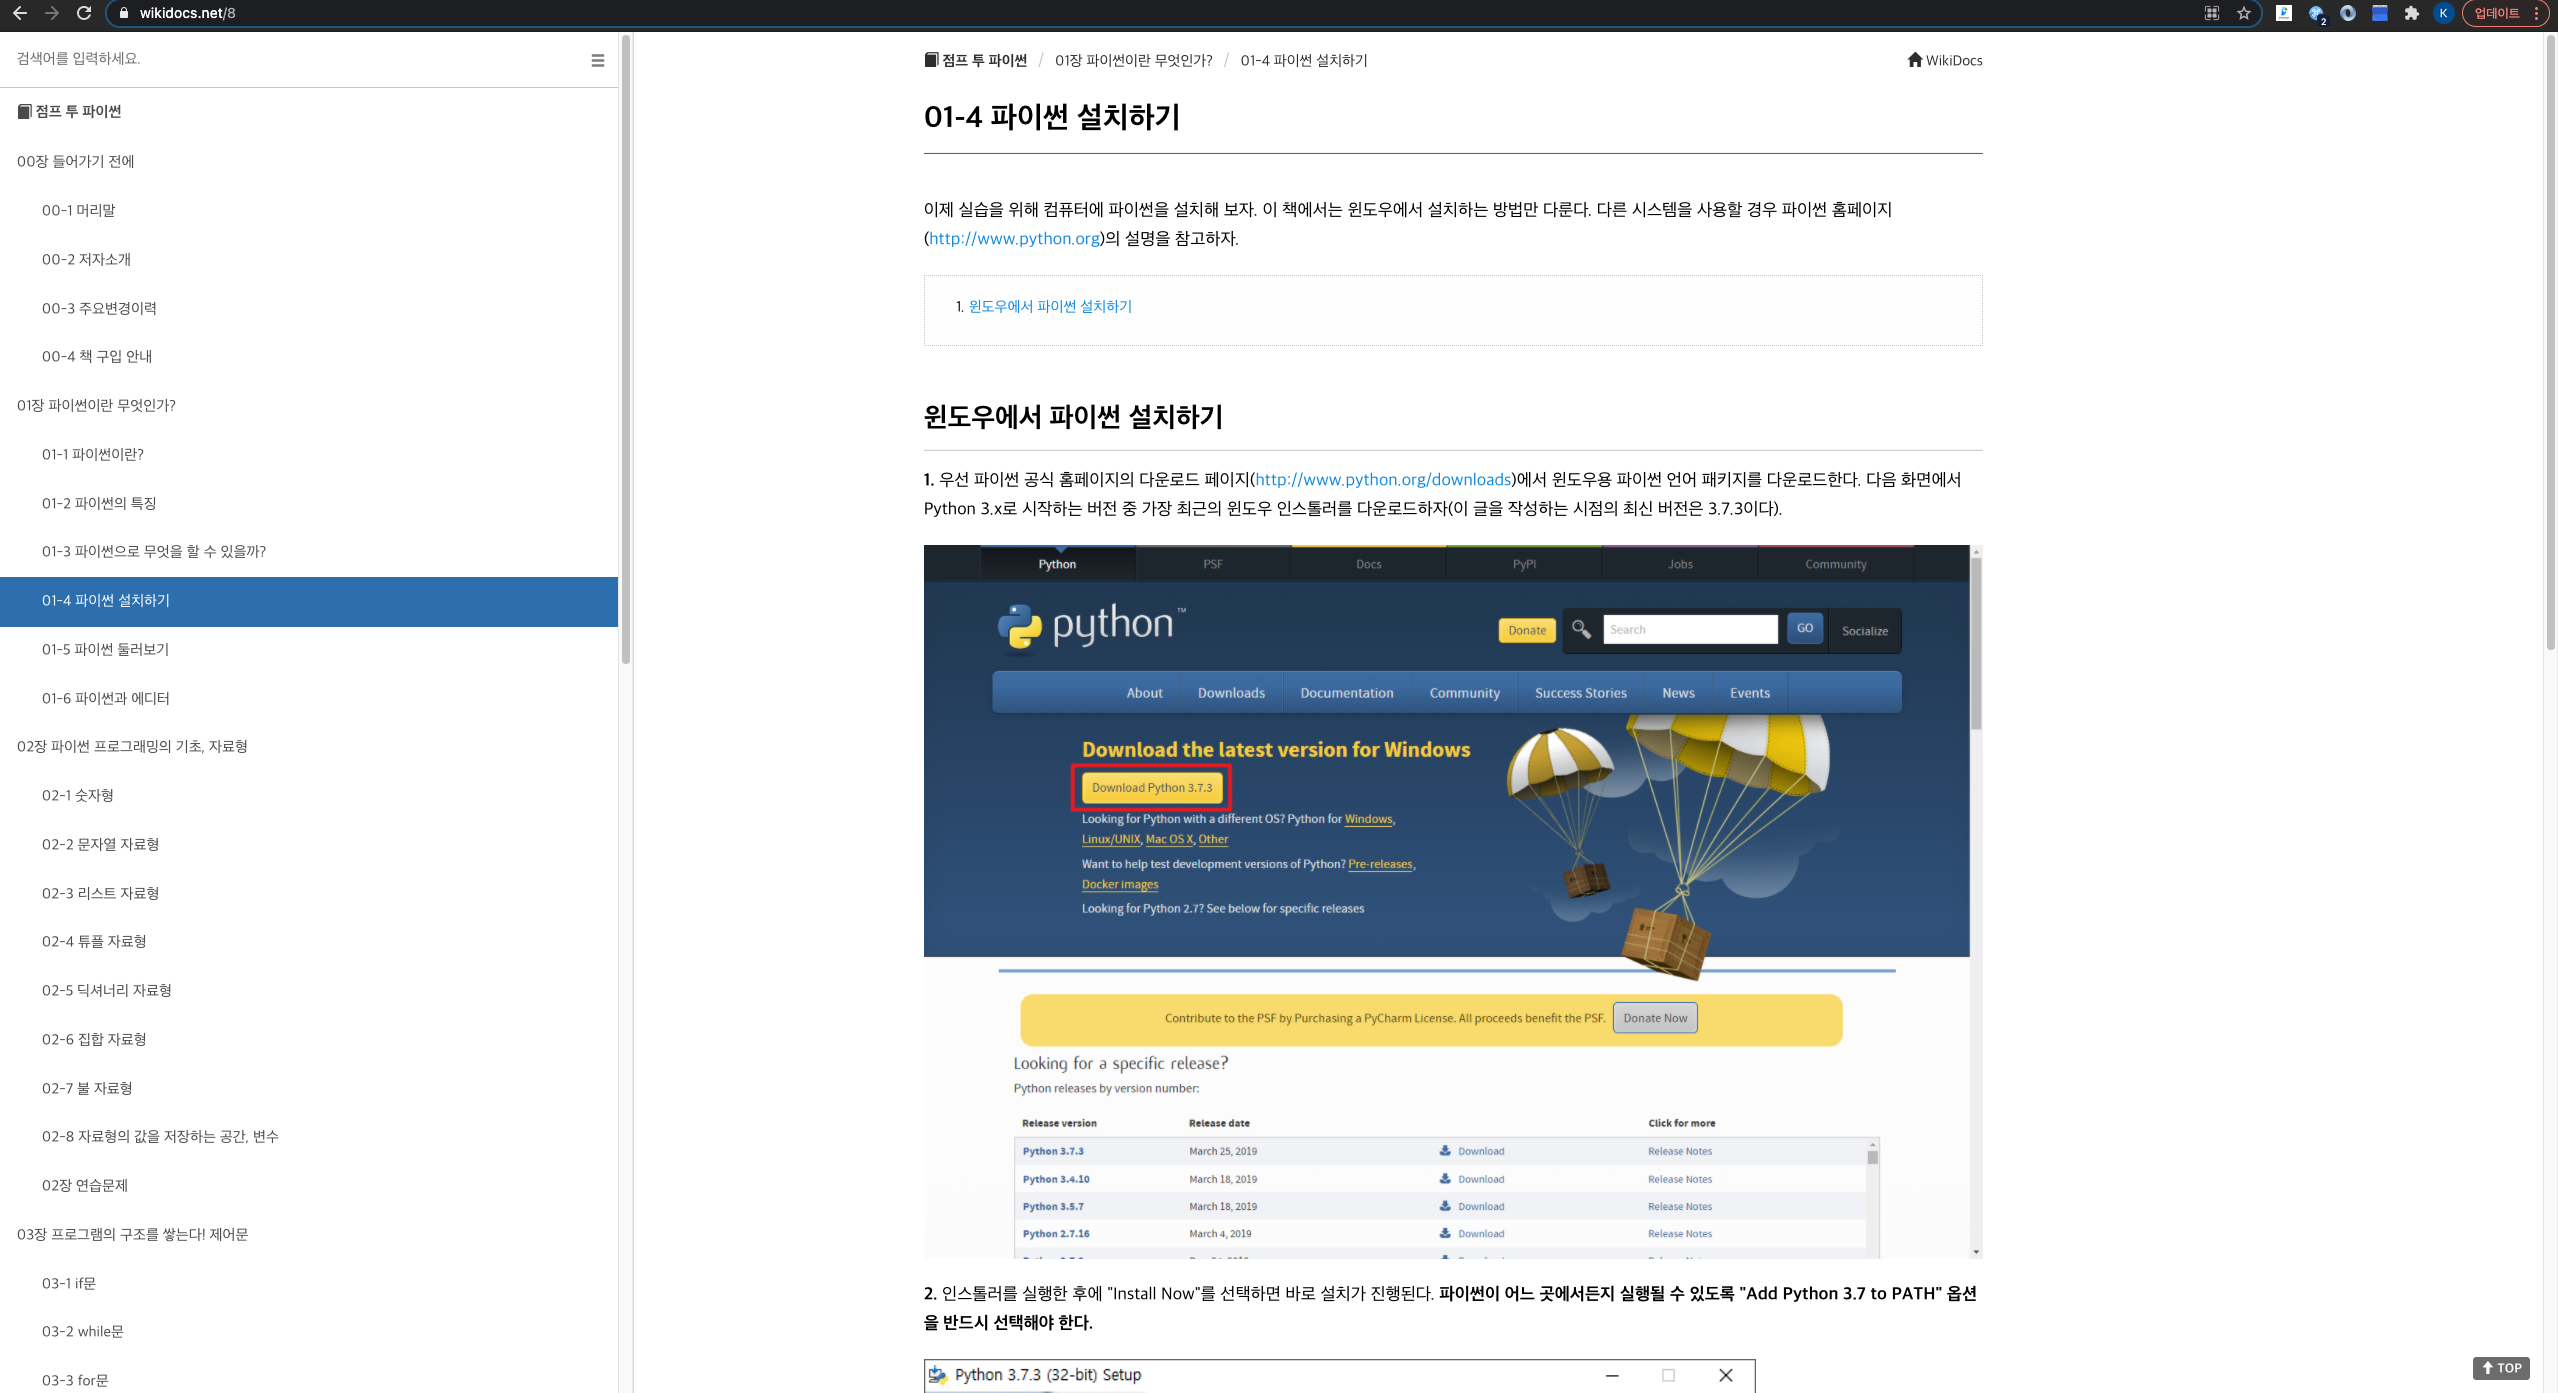 wikidocs.net/8
2
K
업데이트
검색어를 입력하세요.
점프 투 파이썬
00장 들어가기 전에
00-1 머리말
00-2 저자소개
00-3 주요변경이력
00-4 책 구입 안내
01장 파이썬이란 무엇인가?
01-1 파이썬이란?
01-2 파이썬의 특징
01-3 파이썬으로 무엇을 할 수 있을까?
01-4 파이썬 설치하기
01-5 파이썬 둘러보기
01-6 파이썬과 에디터
02장 파이썬 프로그래밍의 기초, 자료형
02-1 숫자형
02-2 문자열 자료형
02-3 리스트 자료형
02-4 튜플 자료형
02-5 딕셔너리 자료형
02-6 집합 자료형
02-7 불 자료형
02-8 자료형의 값을 저장하는 공간, 변수
02장 연습문제
03장 프로그램의 구조를 쌓는다! 제어문
03-1 if문
03-2 while문
03-3 for문
점프 투 파이썬 / 01장 파이썬이란 무엇인가? / 01-4 파이썬 설치하기
WikiDocs
01-4 파이썬 설치하기
이제 실습을 위해 컴퓨터에 파이썬을 설치해 보자. 이 책에서는 윈도우에서 설치하는 방법만 다룬다. 다른 시스템을 사용할 경우 파이썬 홈페이지
(http://www.python.org)의 설명을 참고하자.
1. 윈도우에서 파이썬 설치하기
윈도우에서 파이썬 설치하기
1. 우선 파이썬 공식 홈페이지의 다운로드 페이지(http://www.python.org/downloads)에서 윈도우용 파이썬 언어 패키지를 다운로드한다. 다음 화면에서
Python 3.x로 시작하는 버전 중 가장 최근의 윈도우 인스톨러를 다운로드하자(이 글을 작성하는 시점의 최신 버전은 3.7.3이다).
Python PSF Docs PyPI Jobs Community
python™
Donate Search GO Socialize
About Downloads Documentation Community Success Stories News Events
Download the latest version for Windows
Download Python 3.7.3
Looking for Python with a different OS? Python for Windows,
Linux/UNIX, Mac OS X, Other
Want to help test development versions of Python? Pre-releases,
Docker images
Looking for Python 2.7? See below for specific releases
Contribute to the PSF by Purchasing a PyCharm License. All proceeds benefit the PSF. Donate Now
Looking for a specific release?
Python releases by version number:
Release version Release date Click for more
Python 3.7.3 March 25, 2019 Download Release Notes
Python 3.4.10 March 18, 2019 Download Release Notes
Python 3.5.7 March 18, 2019 Download Release Notes
Python 2.7.16 March 4, 2019 Download Release Notes
2. 인스톨러를 실행한 후에 "Install Now"를 선택하면 바로 설치가 진행된다. 파이썬이 어느 곳에서든지 실행될 수 있도록 "Add Python 3.7 to PATH" 옵션
을 반드시 선택해야 한다.
Python 3.7.3 (32-bit) Setup
TOP